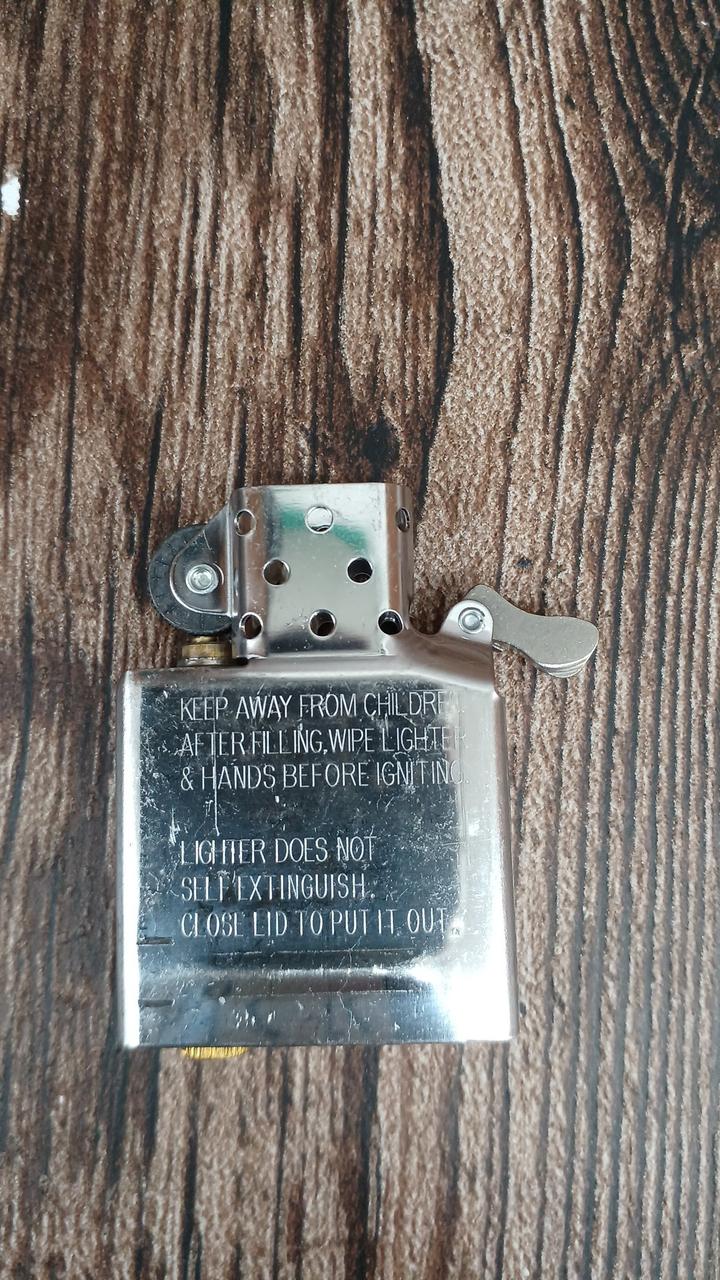 KEEP AWAY FROM CHILDREN
AFTER FILLING,WIPE LIGHTER
& HANDS BEFORE IGNITING.
LIGHTER DOES NOT
SELF EXTINGUISH.
CLOSE LID TO PUT IT OUT.